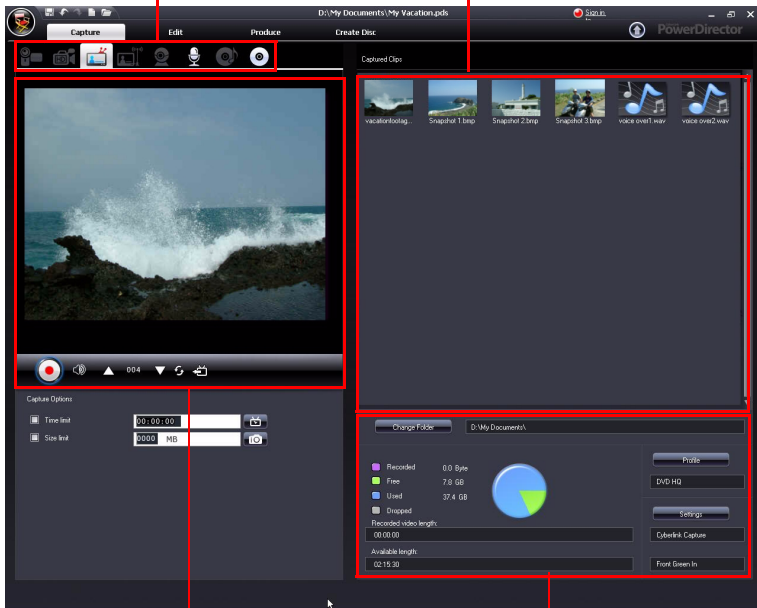 D:\My Documents\My Vacation.pds
Sign in
Capture Edit Produce Create Disc
PowerDirector
Captured Clips
vacationfootag... Snapshot 1.bmp Snapshot 2.bmp Snapshot 3.bmp voice over1.wav voice over2.wav
004
Capture Options
Time limit 00:00:00
Size limit 0000 MB
Change Folder D:\My Documents\
Recorded 0.0 Byte
Free 7.8 GB
Used 37.4 GB
Dropped
Recorded video length:
00:00:00
Available length:
02:15:30
Profile
DVD HQ
Settings
Cyberlink Capture
Front Green In